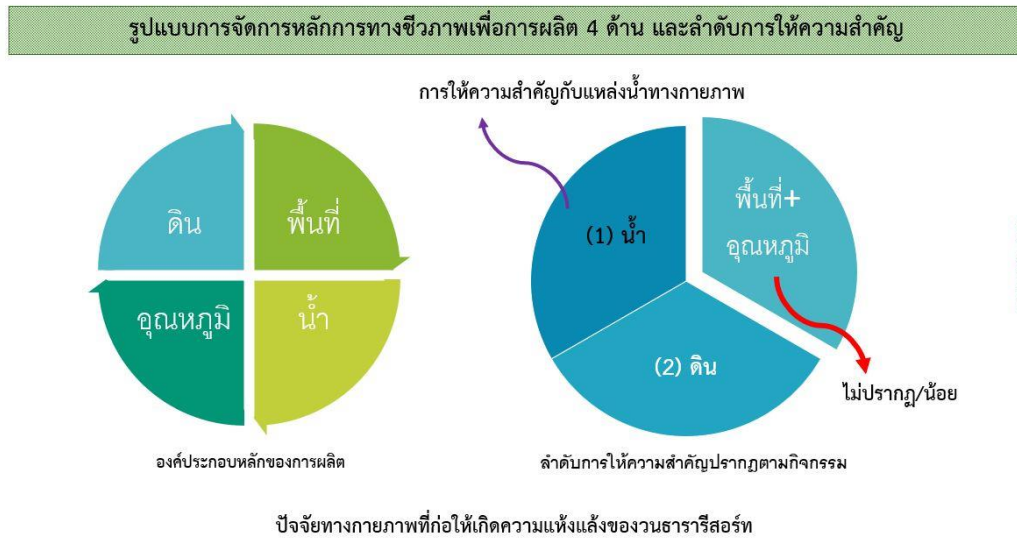 รูปแบบการจัดการหลักการทางชีวภาพเพื่อการผลิต 4 ด้าน และลำดับการให้ความสำคัญ
การให้ความสำคัญกับแหล่งน้ำทางกายภาพ
ดิน
พื้นที่
อุณหภูมิ
น้ำ
(1) น้ำ
พื้นที่+
อุณหภูมิ
(2) ดิน
ไม่ปรากฏ/น้อย
องค์ประกอบหลักของการผลิต
ลำดับการให้ความสำคัญปรากฏตามกิจกรรม
ปัจจัยทางกายภาพที่ก่อให้เกิดความแห้งแล้งของวนธารารีสอร์ท